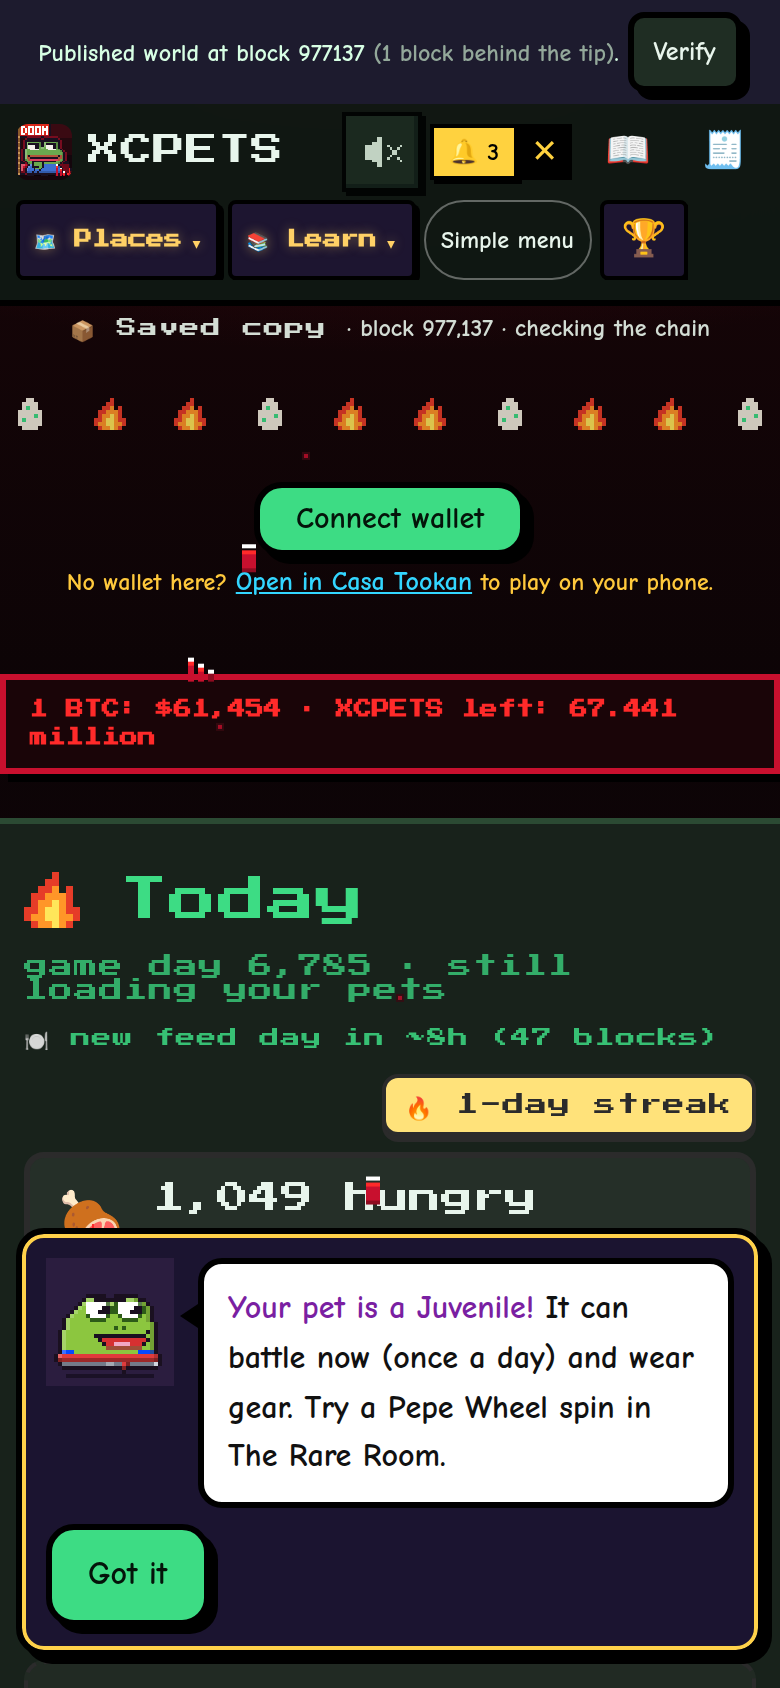 Published world at block 977137 (1 block behind the tip).
Verify
DOOM
XCPETS
3
×
Places ▾
Learn ▾
Simple menu
Saved copy · block 977,137 · checking the chain
Connect wallet
No wallet here? Open in Casa Tookan to play on your phone.
1 BTC: $61,454 · XCPETS left: 67.441
million
Today
game day 6,785 · still
loading your pets
new feed day in ~8h (47 blocks)
1-day streak
1,049 hungry
Your pet is a Juvenile! It can
battle now (once a day) and wear
gear. Try a Pepe Wheel spin in
The Rare Room.
Got it